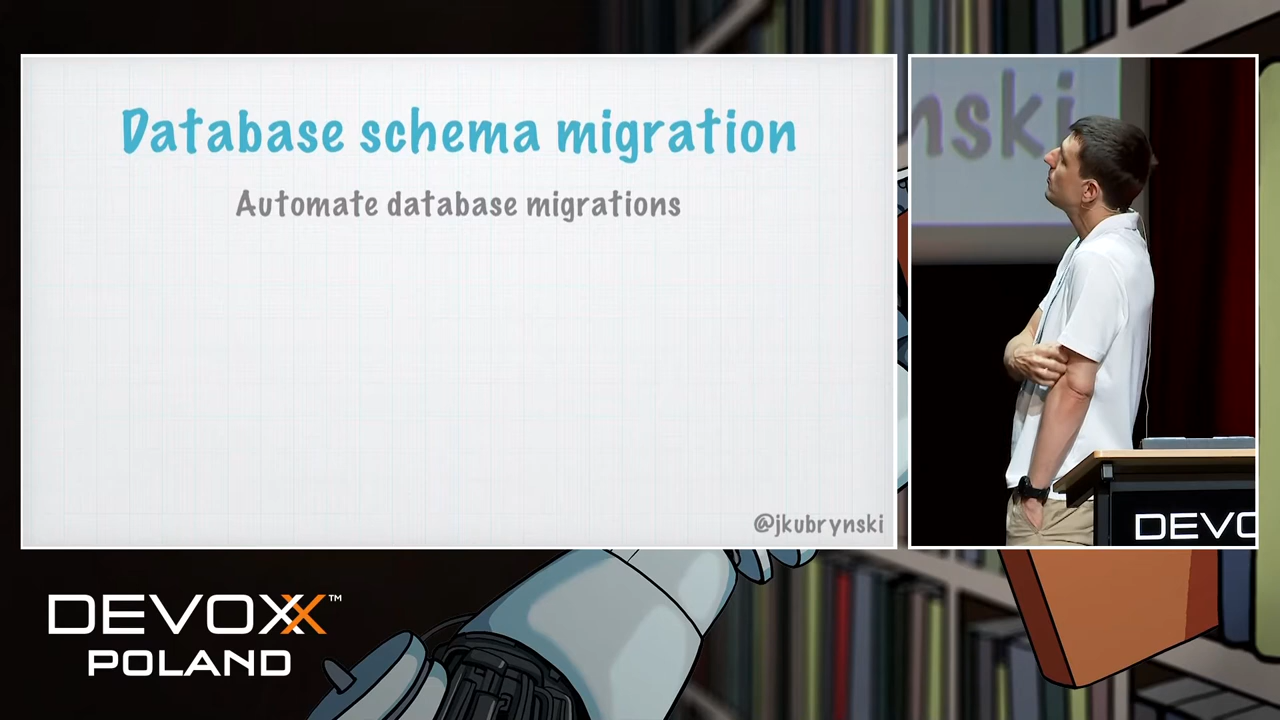 Database schema migration
Automate database migrations
@jkubrynski
nski
DEVO
DEVOXX™
POLAND